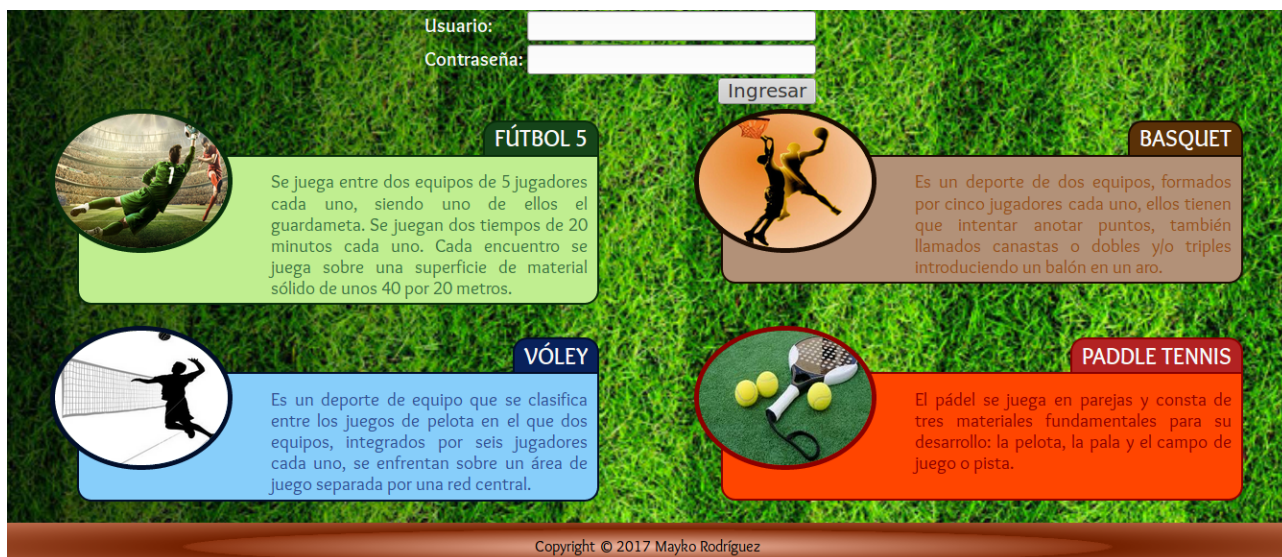 Usuario:
Contraseña:
Ingresar
FÚTBOL 5
Se juega entre dos equipos de 5 jugadores
cada uno, siendo uno de ellos el
guardameta. Se juegan dos tiempos de 20
minutos cada uno. Cada encuentro se
juega sobre una superficie de material
sólido de unos 40 por 20 metros.
BASQUET
Es un deporte de dos equipos, formados
por cinco jugadores cada uno, ellos tienen
que intentar anotar puntos, también
llamados canastas o dobles y/o triples
introduciendo un balón en un aro.
VÓLEY
Es un deporte de equipo que se clasifica
entre los juegos de pelota en el que dos
equipos, integrados por seis jugadores
cada uno, se enfrentan sobre un área de
juego separada por una red central.
PADDLE TENNIS
El pádel se juega en parejas y consta de
tres materiales fundamentales para su
desarrollo: la pelota, la pala y el campo de
juego o pista.
Copyright © 2017 Mayko Rodríguez